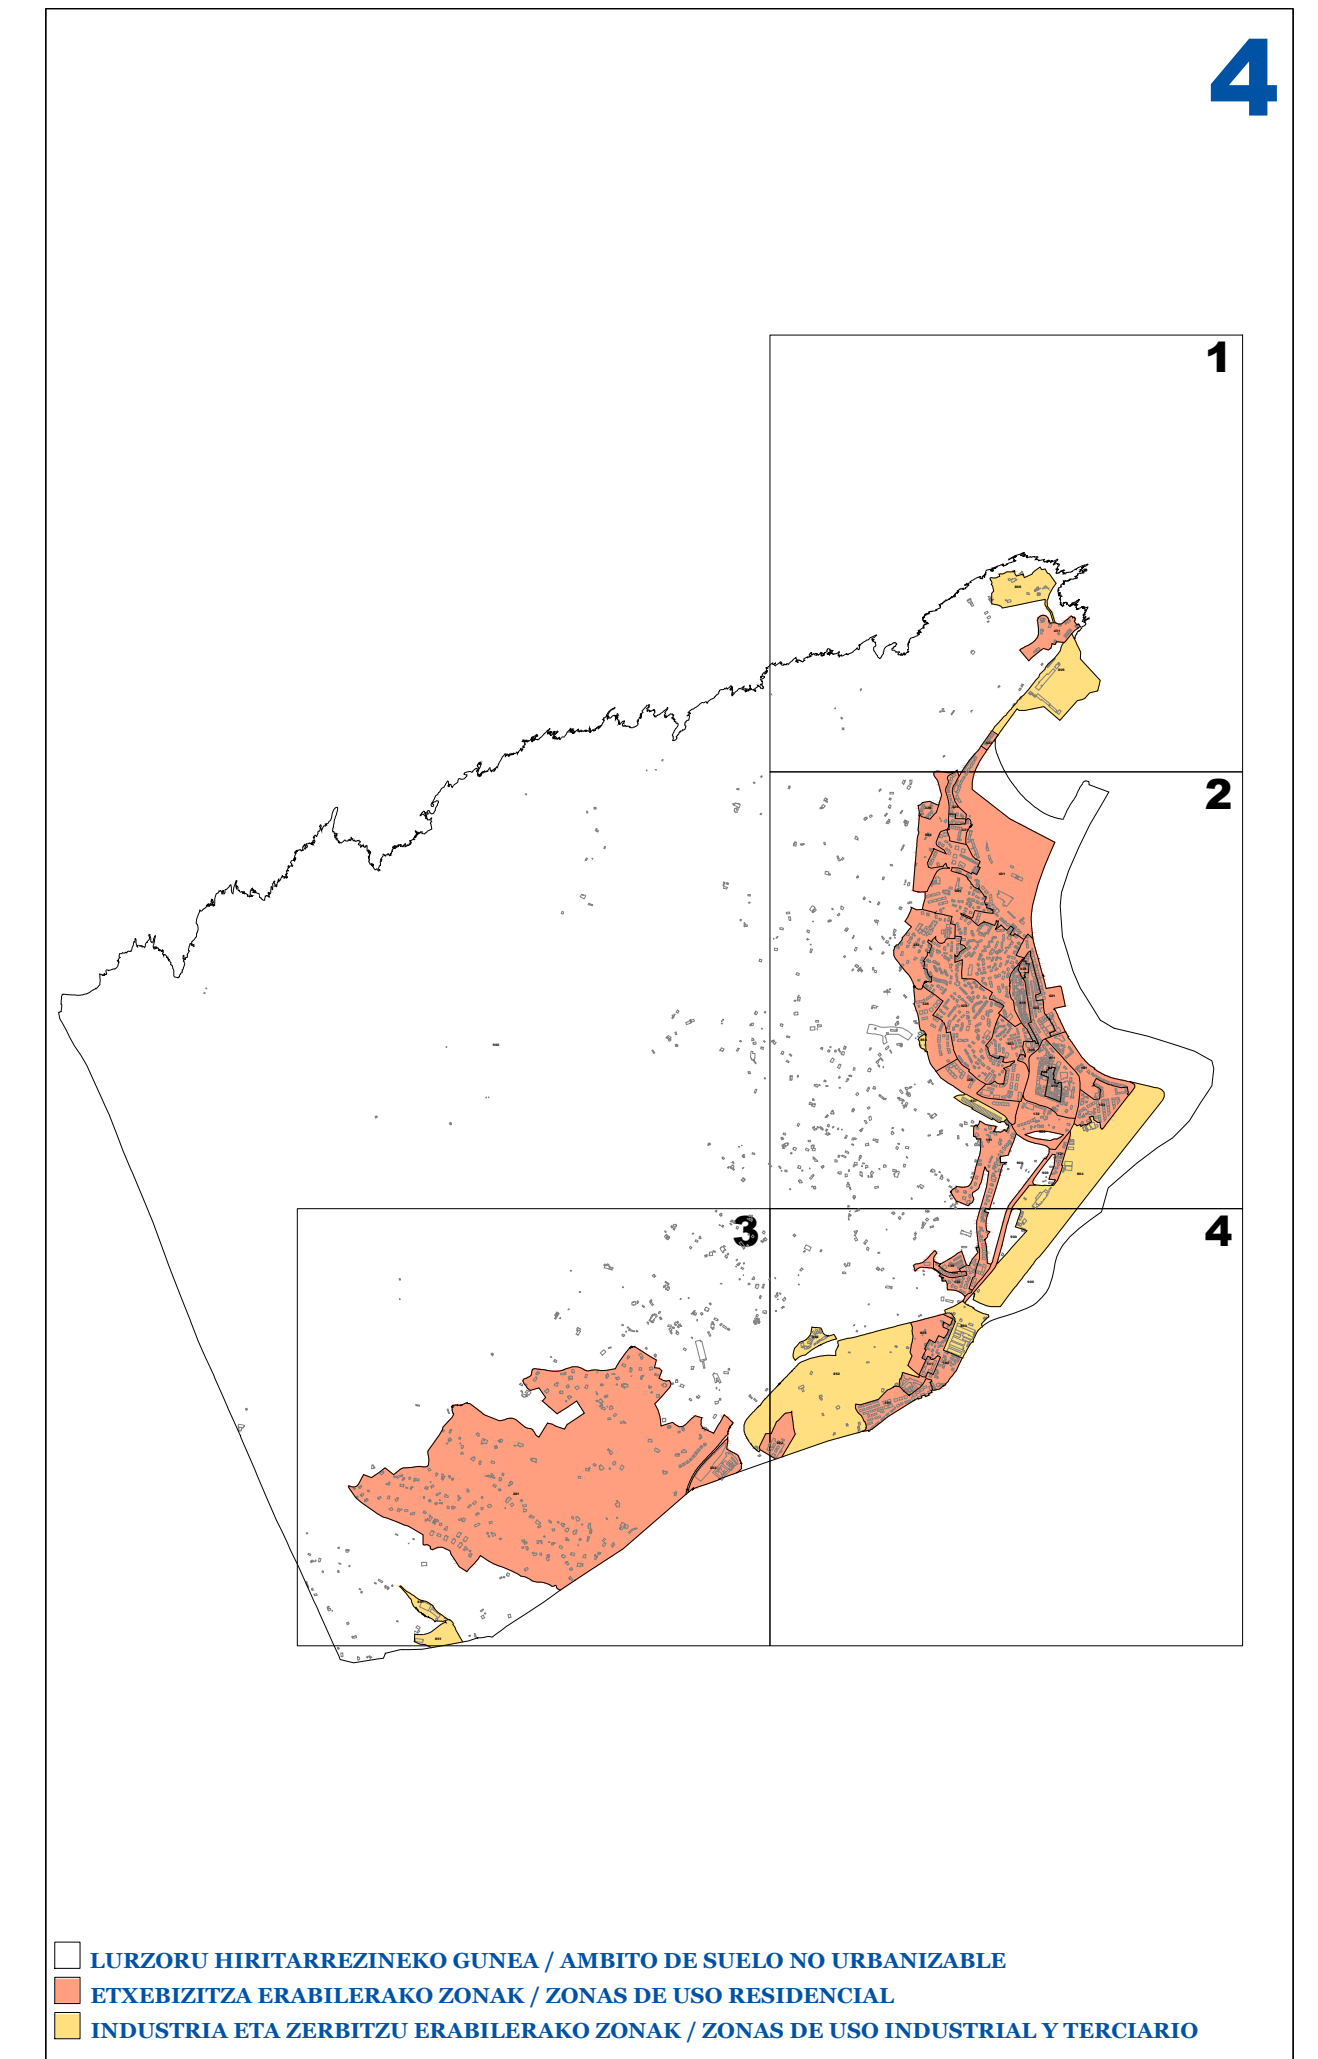 4
1
2
3
4
LURZORU HIRITARREZINEKO GUNEA / AMBITO DE SUELO NO URBANIZABLE
ETXEBIZITZA ERABILERAKO ZONAK / ZONAS DE USO RESIDENCIAL
INDUSTRIA ETA ZERBITZU ERABILERAKO ZONAK / ZONAS DE USO INDUSTRIAL Y TERCIARIO